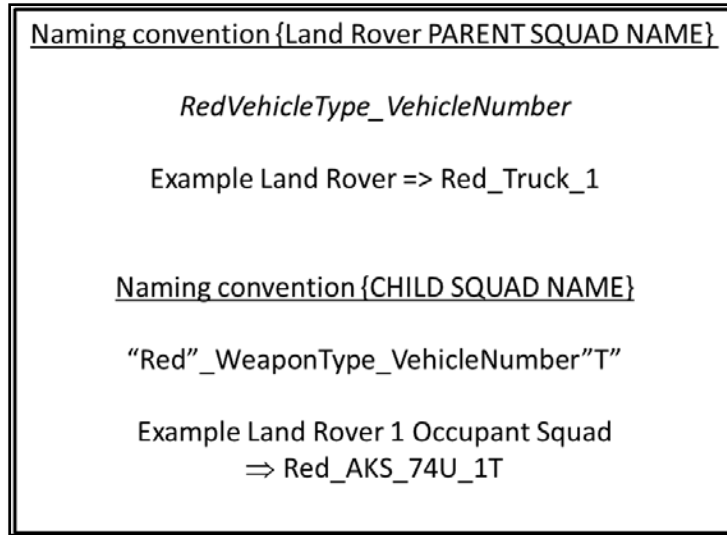 Naming convention {Land Rover PARENT SQUAD NAME}
RedVehicleType_VehicleNumber
Example Land Rover => Red_Truck_1
Naming convention {CHILD SQUAD NAME}
“Red”_WeaponType_VehicleNumber”T”
Example Land Rover 1 Occupant Squad
⇒ Red_AKS_74U_1T